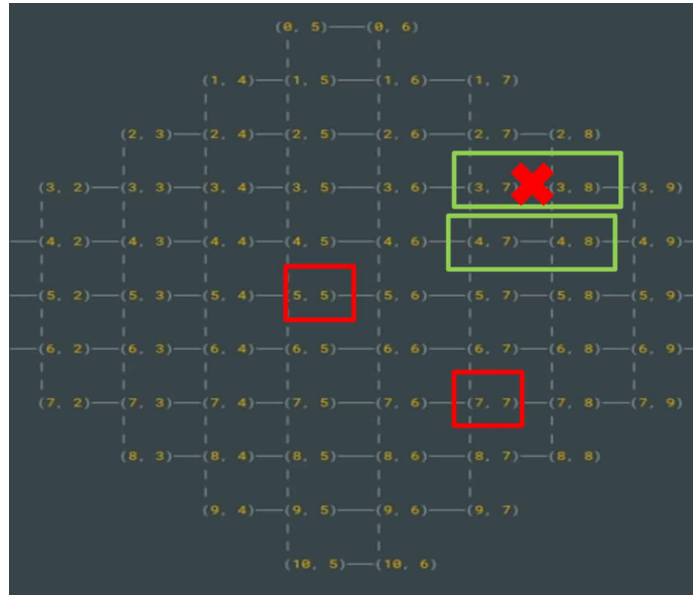 (0, 5)——(0, 6)
(1, 4)——(1, 5)——(1, 6)——(1, 7)
(2, 3)——(2, 4)——(2, 5)——(2, 6)——(2, 7)——(2, 8)
(3, 2)——(3, 3)——(3, 4)——(3, 5)——(3, 6)——(3, 7)——(3, 8)——(3, 9)
(4, 2)——(4, 3)——(4, 4)——(4, 5)——(4, 6)——(4, 7)——(4, 8)——(4, 9)
(5, 2)——(5, 3)——(5, 4)——(5, 5)——(5, 6)——(5, 7)——(5, 8)——(5, 9)
(6, 2)——(6, 3)——(6, 4)——(6, 5)——(6, 6)——(6, 7)——(6, 8)——(6, 9)
(7, 2)——(7, 3)——(7, 4)——(7, 5)——(7, 6)——(7, 7)——(7, 8)——(7, 9)
(8, 3)——(8, 4)——(8, 5)——(8, 6)——(8, 7)——(8, 8)
(9, 4)——(9, 5)——(9, 6)——(9, 7)
(10, 5)——(10, 6)